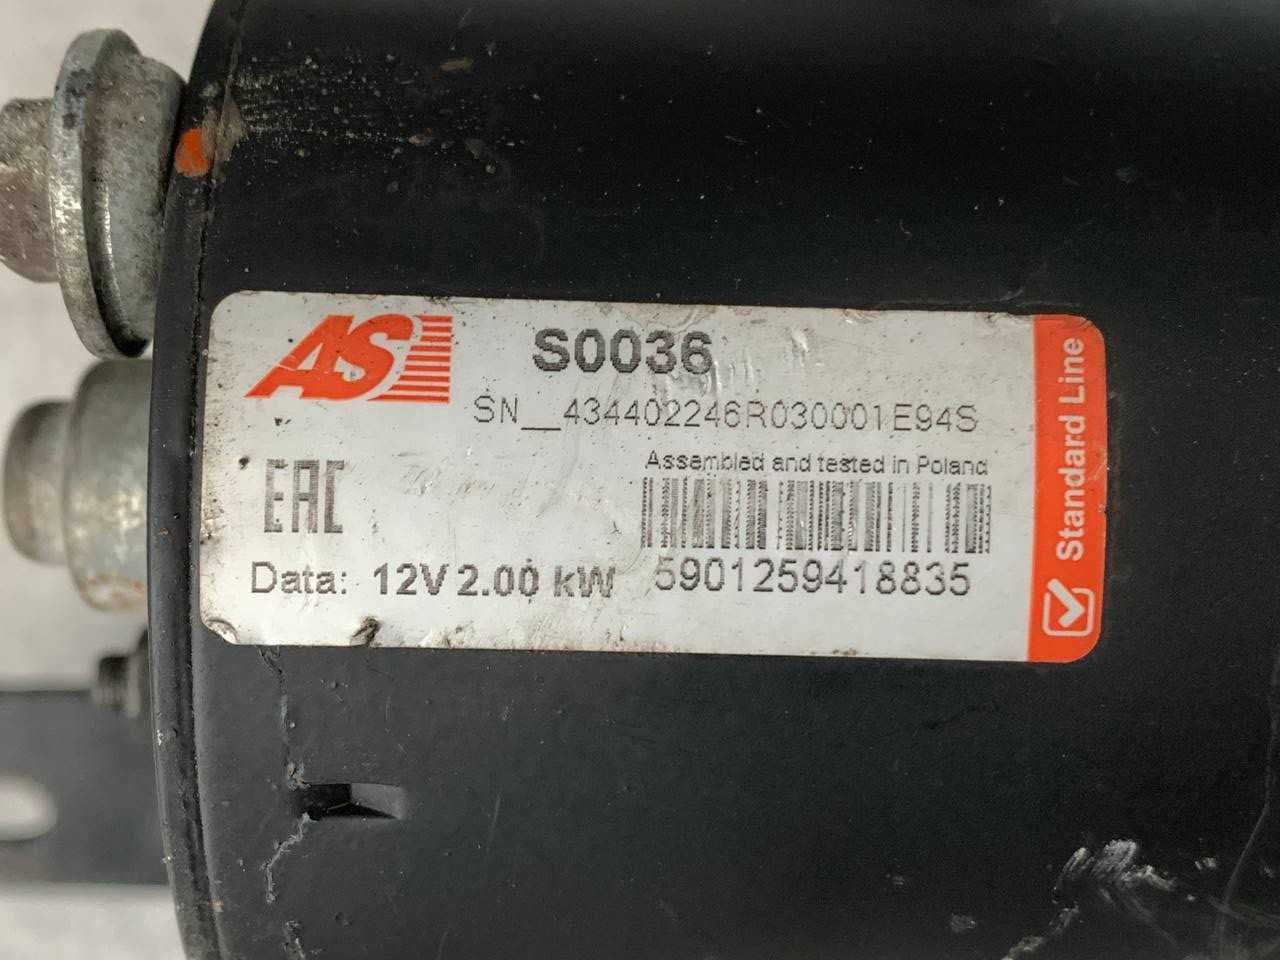 AS
S0036
SN__434402246R030001E94S
EAC
Assembled and tested in Poland
Data: 12V 2.00 kW
5901259418835
Standard Line